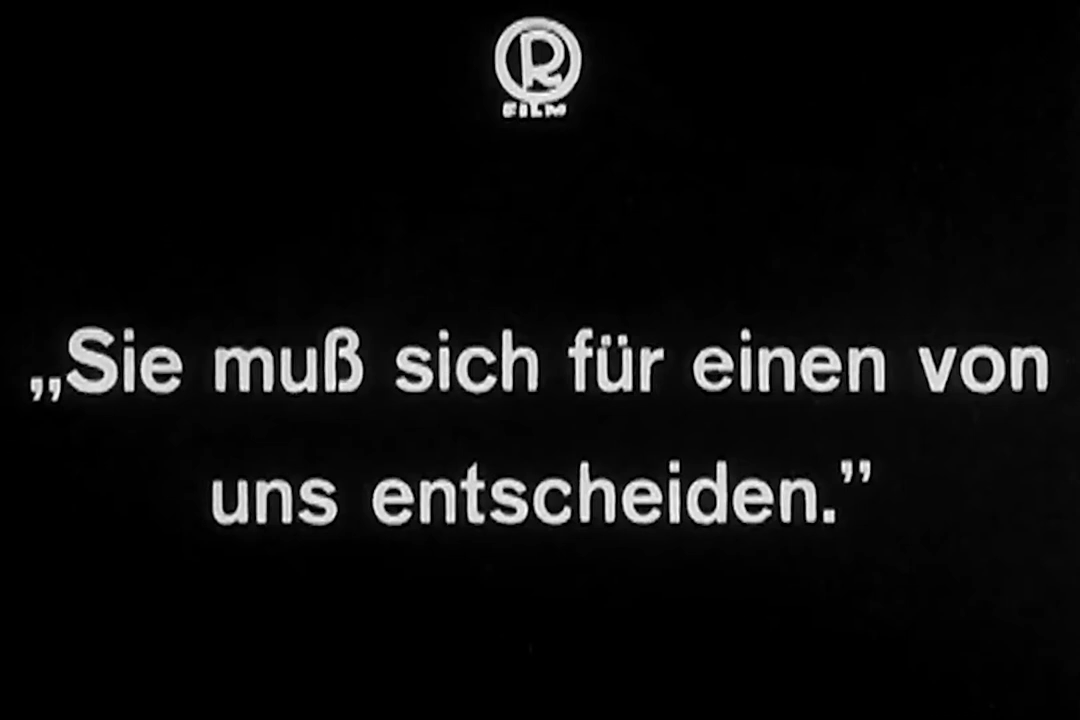 R
FILM
„Sie muß sich für einen von
uns entscheiden.”